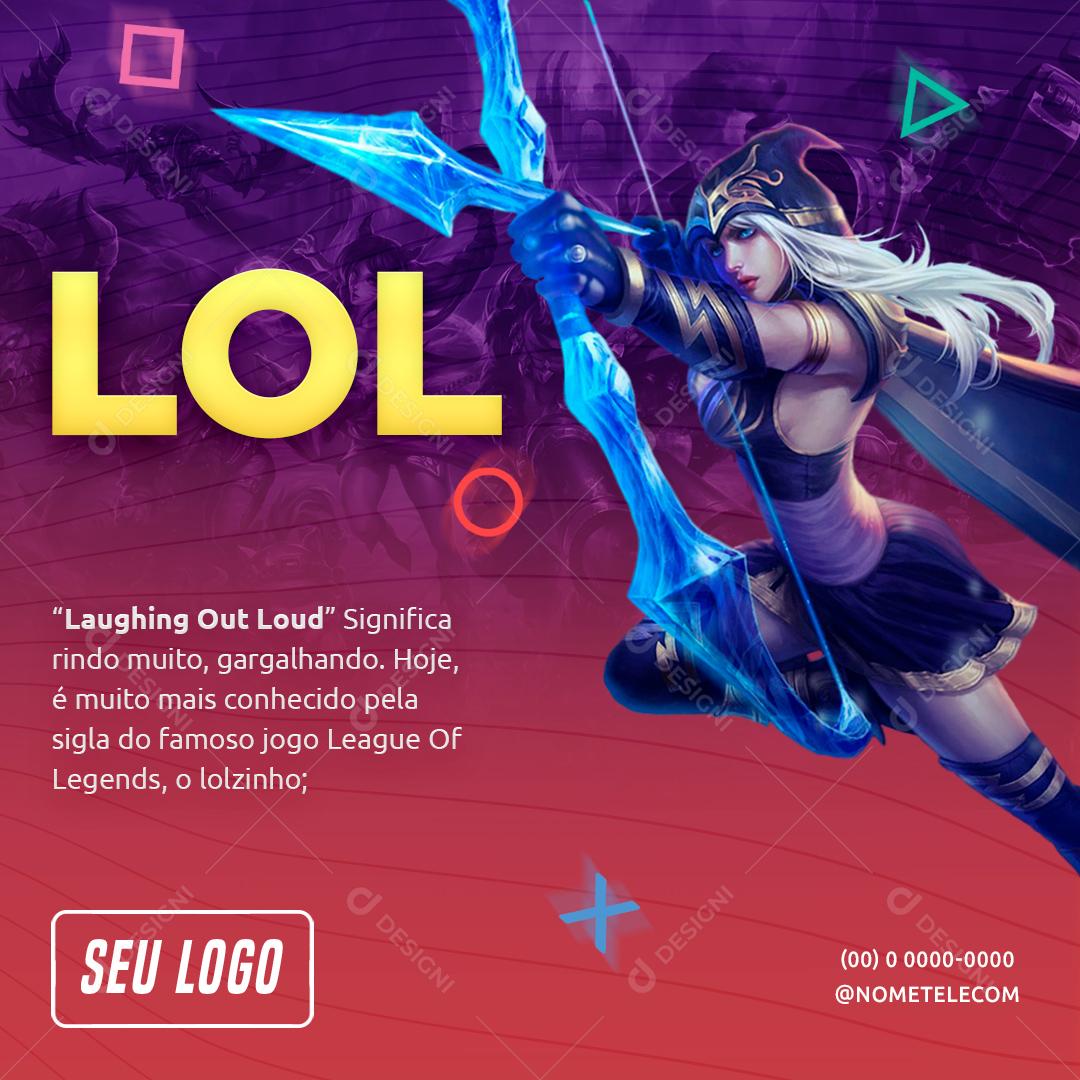 LOL
“Laughing Out Loud” Significa
rindo muito, gargalhando. Hoje,
é muito mais conhecido pela
sigla do famoso jogo League Of
Legends, o lolzinho;
SEU LOGO
(00) 0 0000-0000
@NOMETELECOM
DESIGNI